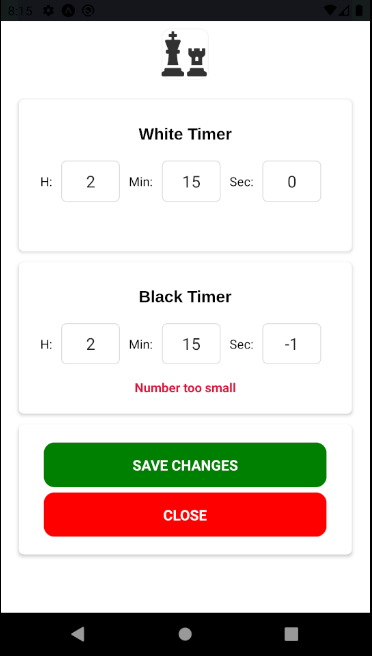 8:15
White Timer
H: 2 Min: 15 Sec: 0
Black Timer
H: 2 Min: 15 Sec: -1
Number too small
SAVE CHANGES
CLOSE